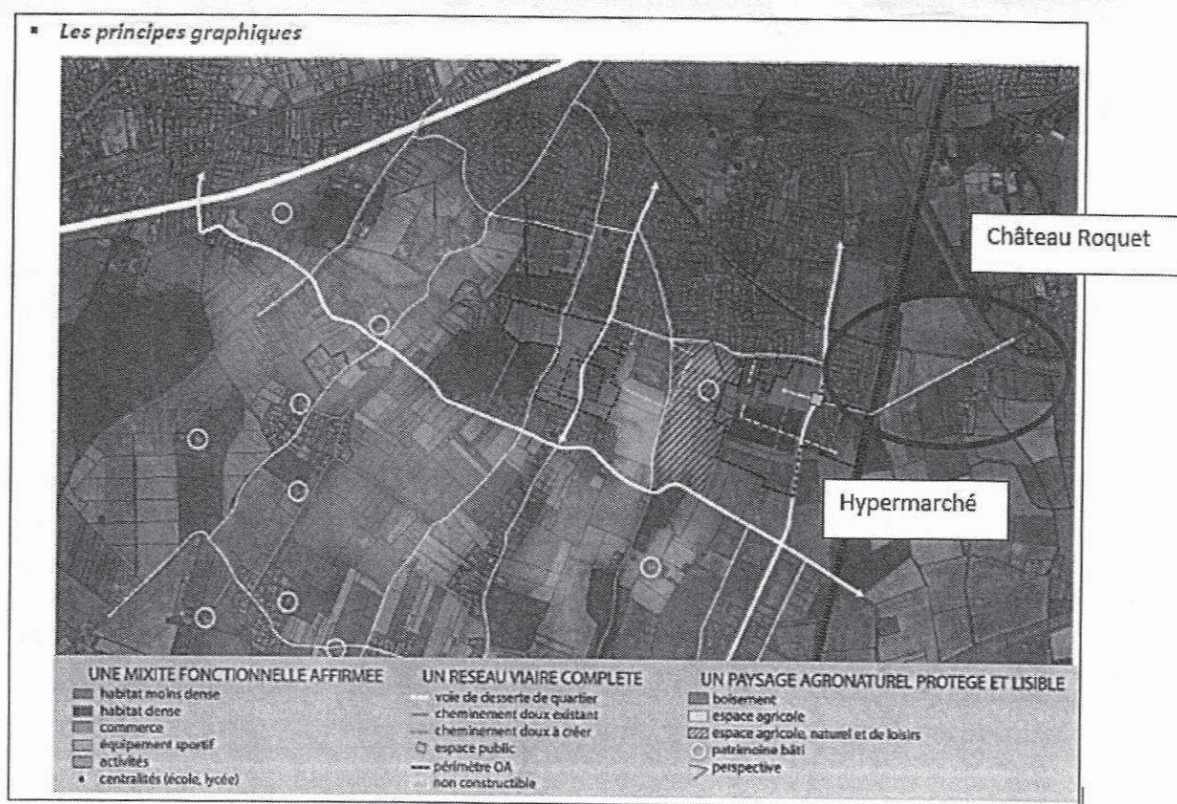 ▪ Les principes graphiques
Château Roquet
Hypermarché
UNE MIXITE FONCTIONNELLE AFFIRMEE
habitat moins dense
habitat dense
commerce
équipement sportif
activités
centralités (école, lycée)
UN RESEAU VIAIRE COMPLETE
voie de desserte de quartier
cheminement doux existant
cheminement doux à créer
espace public
périmètre OA
non constructible
UN PAYSAGE AGRONATUREL PROTEGE ET LISIBLE
boisement
espace agricole
espace agricole, naturel et de loisirs
patrimoine bâti
perspective